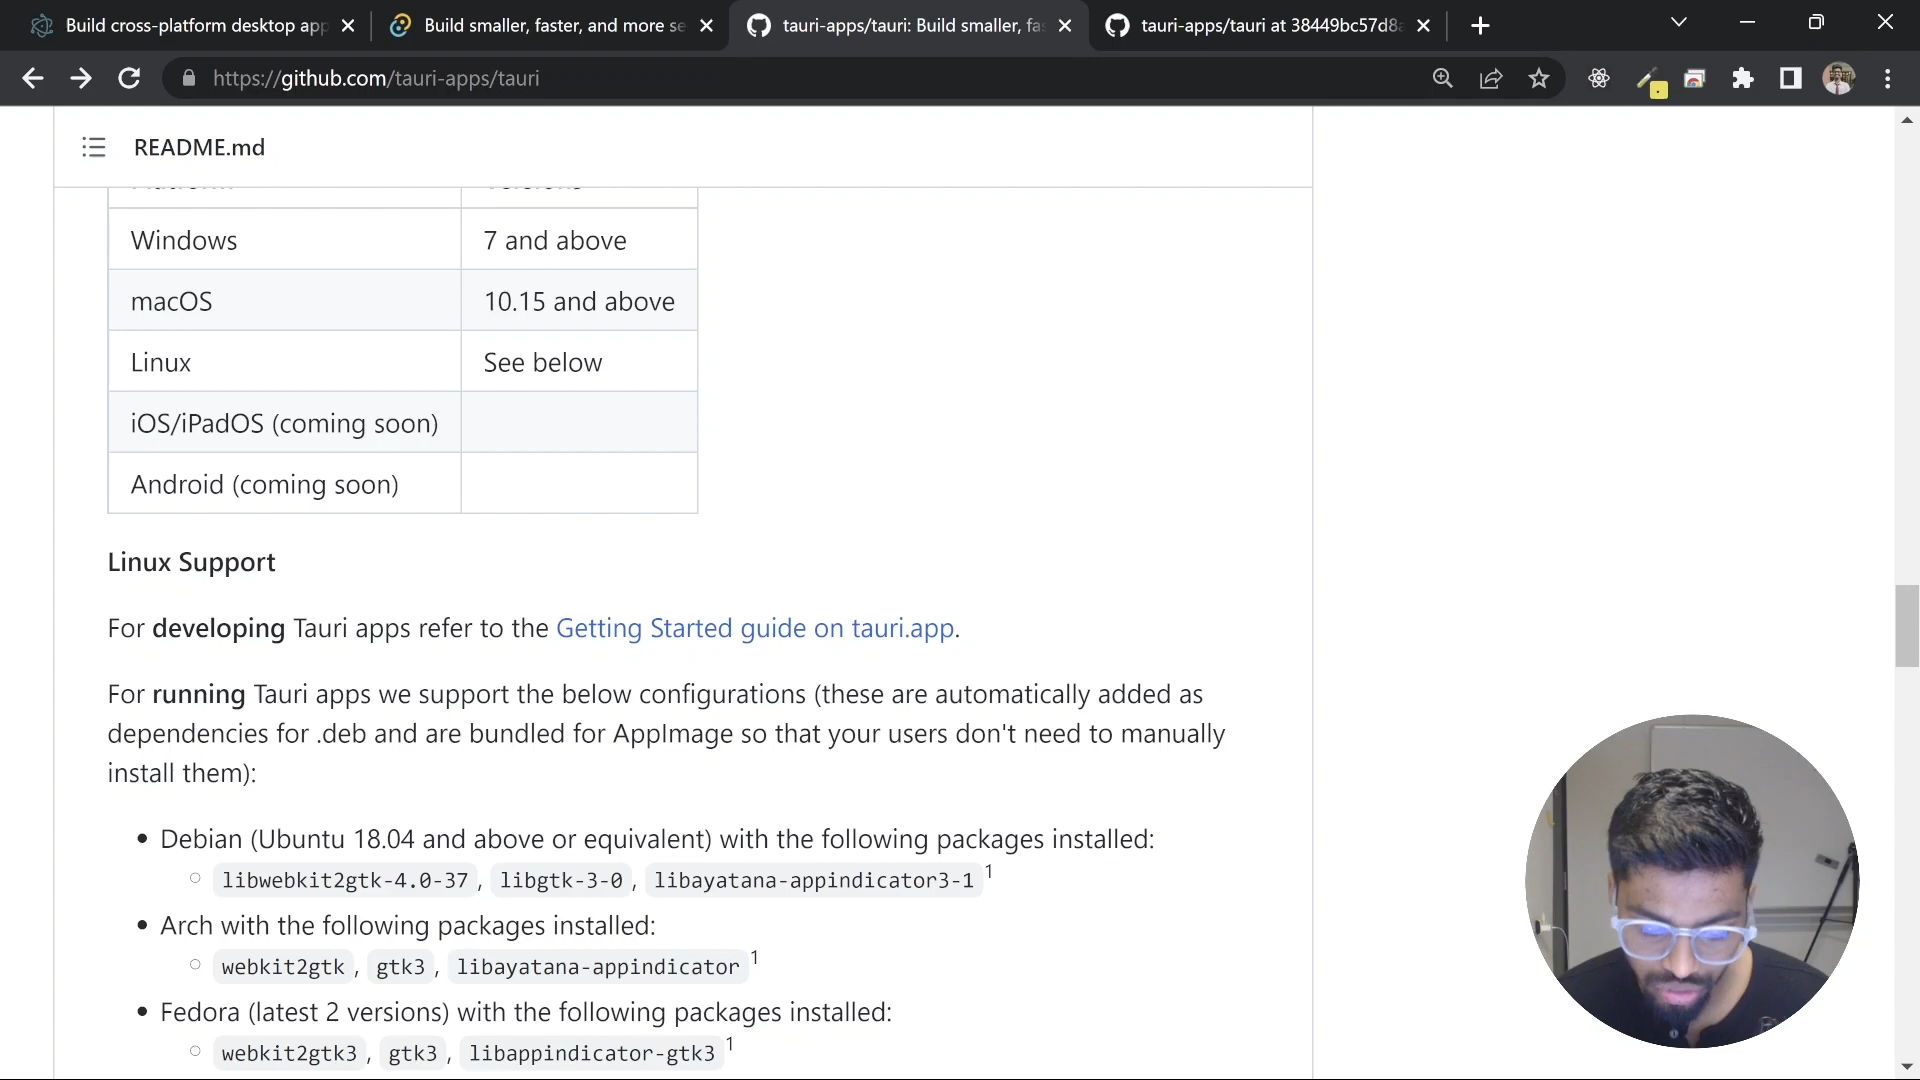 Build cross-platform desktop app
Build smaller, faster, and more se
tauri-apps/tauri: Build smaller, fas
tauri-apps/tauri at 38449bc57d8a
https://github.com/tauri-apps/tauri
README.md
Windows 7 and above
macOS 10.15 and above
Linux See below
iOS/iPadOS (coming soon)
Android (coming soon)
Linux Support
For developing Tauri apps refer to the Getting Started guide on tauri.app.
For running Tauri apps we support the below configurations (these are automatically added as
dependencies for .deb and are bundled for AppImage so that your users don't need to manually
install them):
• Debian (Ubuntu 18.04 and above or equivalent) with the following packages installed:
○ libwebkit2gtk-4.0-37, libgtk-3-0, libayatana-appindicator3-1 1
• Arch with the following packages installed:
○ webkit2gtk, gtk3, libayatana-appindicator 1
• Fedora (latest 2 versions) with the following packages installed:
○ webkit2gtk3, gtk3, libappindicator-gtk3 1